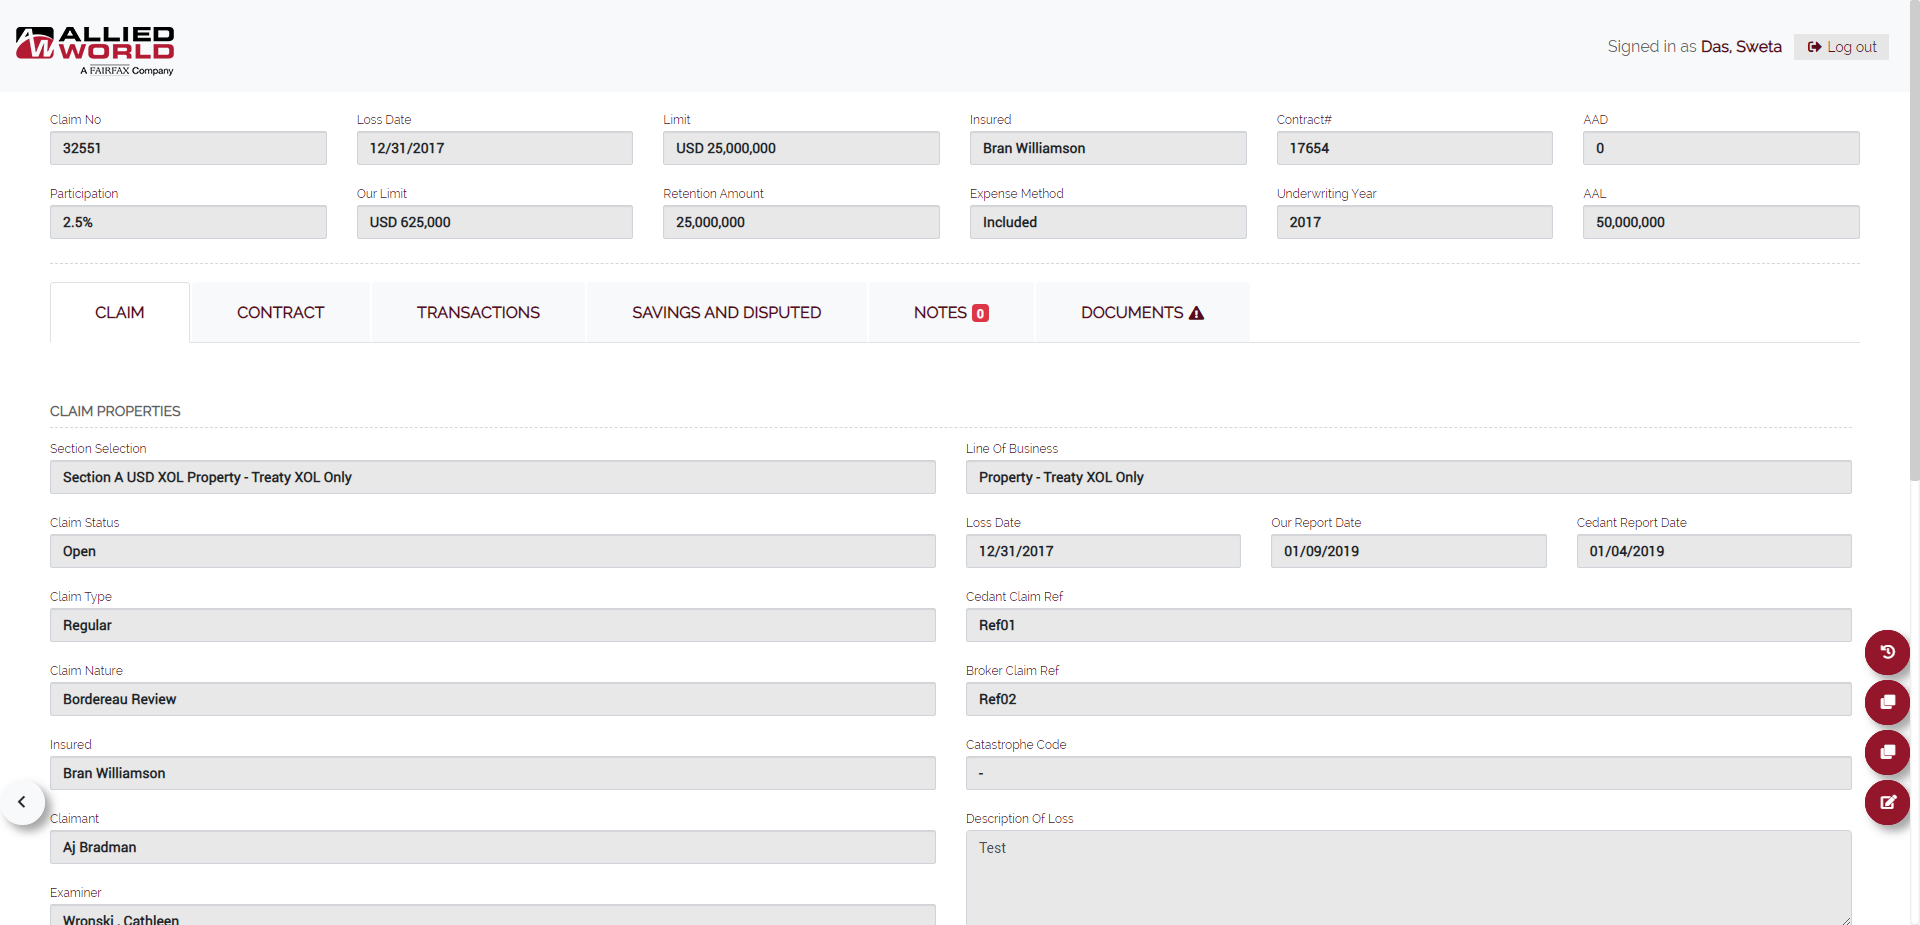 ALLIED
WORLD
A FAIRFAX Company
Signed in as Das, Sweta
Log out
Claim No
Loss Date
Limit
Insured
Contract#
AAD
32551
12/31/2017
USD 25,000,000
Bran Williamson
17654
0
Participation
Our Limit
Retention Amount
Expense Method
Underwriting Year
AAL
2.5%
USD 625,000
25,000,000
Included
2017
50,000,000
CLAIM
CONTRACT
TRANSACTIONS
SAVINGS AND DISPUTED
NOTES 0
DOCUMENTS
CLAIM PROPERTIES
Section Selection
Line Of Business
Section A USD XOL Property - Treaty XOL Only
Property - Treaty XOL Only
Claim Status
Loss Date
Our Report Date
Cedant Report Date
Open
12/31/2017
01/09/2019
01/04/2019
Claim Type
Cedant Claim Ref
Regular
Ref01
Claim Nature
Broker Claim Ref
Bordereau Review
Ref02
Insured
Catastrophe Code
Bran Williamson
-
Claimant
Description Of Loss
Aj Bradman
Test
Examiner
Wronski , Cathleen